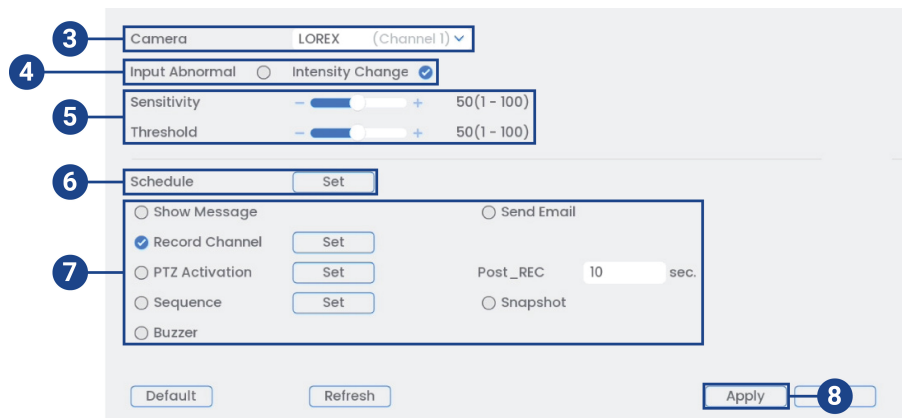 3 Camera LOREX (Channel 1)
4 Input Abnormal Intensity Change
5 Sensitivity - + 50(1 - 100)
Threshold - + 50(1 - 100)
6 Schedule Set
7 Show Message Send Email
Record Channel Set
PTZ Activation Set Post_REC 10 sec.
Sequence Set Snapshot
Buzzer
Default Refresh Apply 8